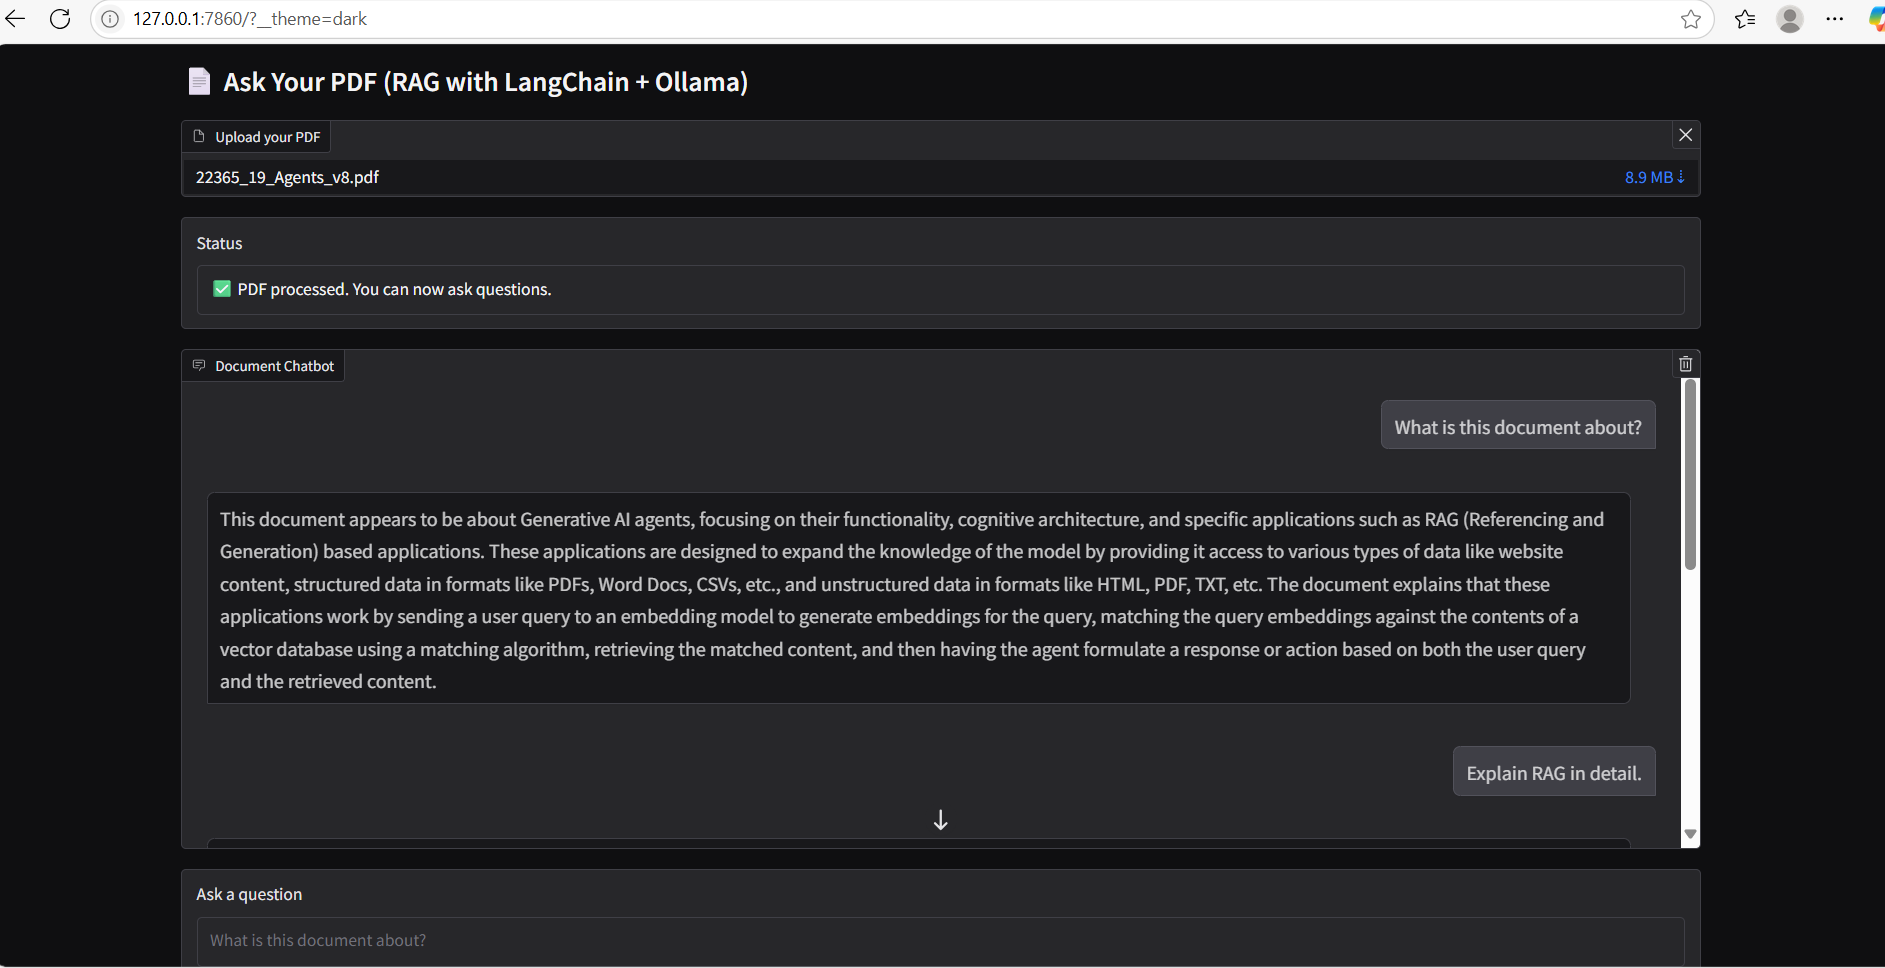 127.0.0.1:7860/?__theme=dark
Ask Your PDF (RAG with LangChain + Ollama)
Upload your PDF
22365_19_Agents_v8.pdf 8.9 MB ⇣
Status
✅ PDF processed. You can now ask questions.
Document Chatbot
What is this document about?
This document appears to be about Generative AI agents, focusing on their functionality, cognitive architecture, and specific applications such as RAG (Referencing and
Generation) based applications. These applications are designed to expand the knowledge of the model by providing it access to various types of data like website
content, structured data in formats like PDFs, Word Docs, CSVs, etc., and unstructured data in formats like HTML, PDF, TXT, etc. The document explains that these
applications work by sending a user query to an embedding model to generate embeddings for the query, matching the query embeddings against the contents of a
vector database using a matching algorithm, retrieving the matched content, and then having the agent formulate a response or action based on both the user query
and the retrieved content.
Explain RAG in detail.
Ask a question
What is this document about?